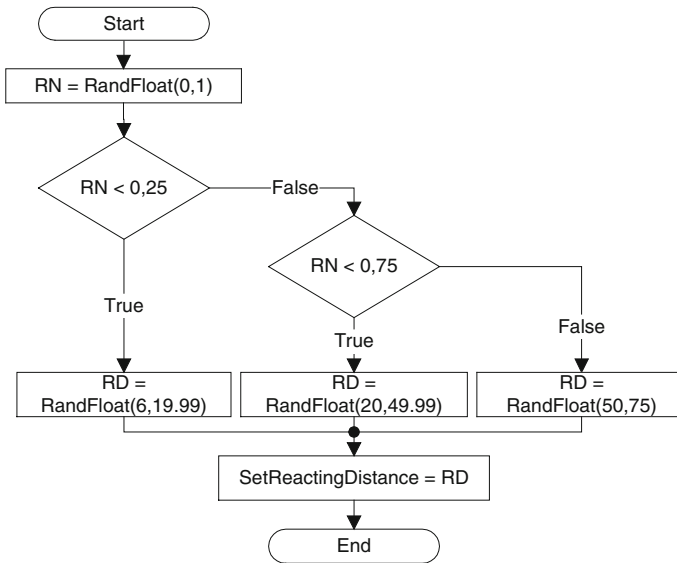 Start
RN = RandFloat(0,1)
RN < 0,25
False
RN < 0,75
True
True
False
RD =
RandFloat(6,19.99)
RD =
RandFloat(20,49.99)
RD =
RandFloat(50,75)
SetReactingDistance = RD
End